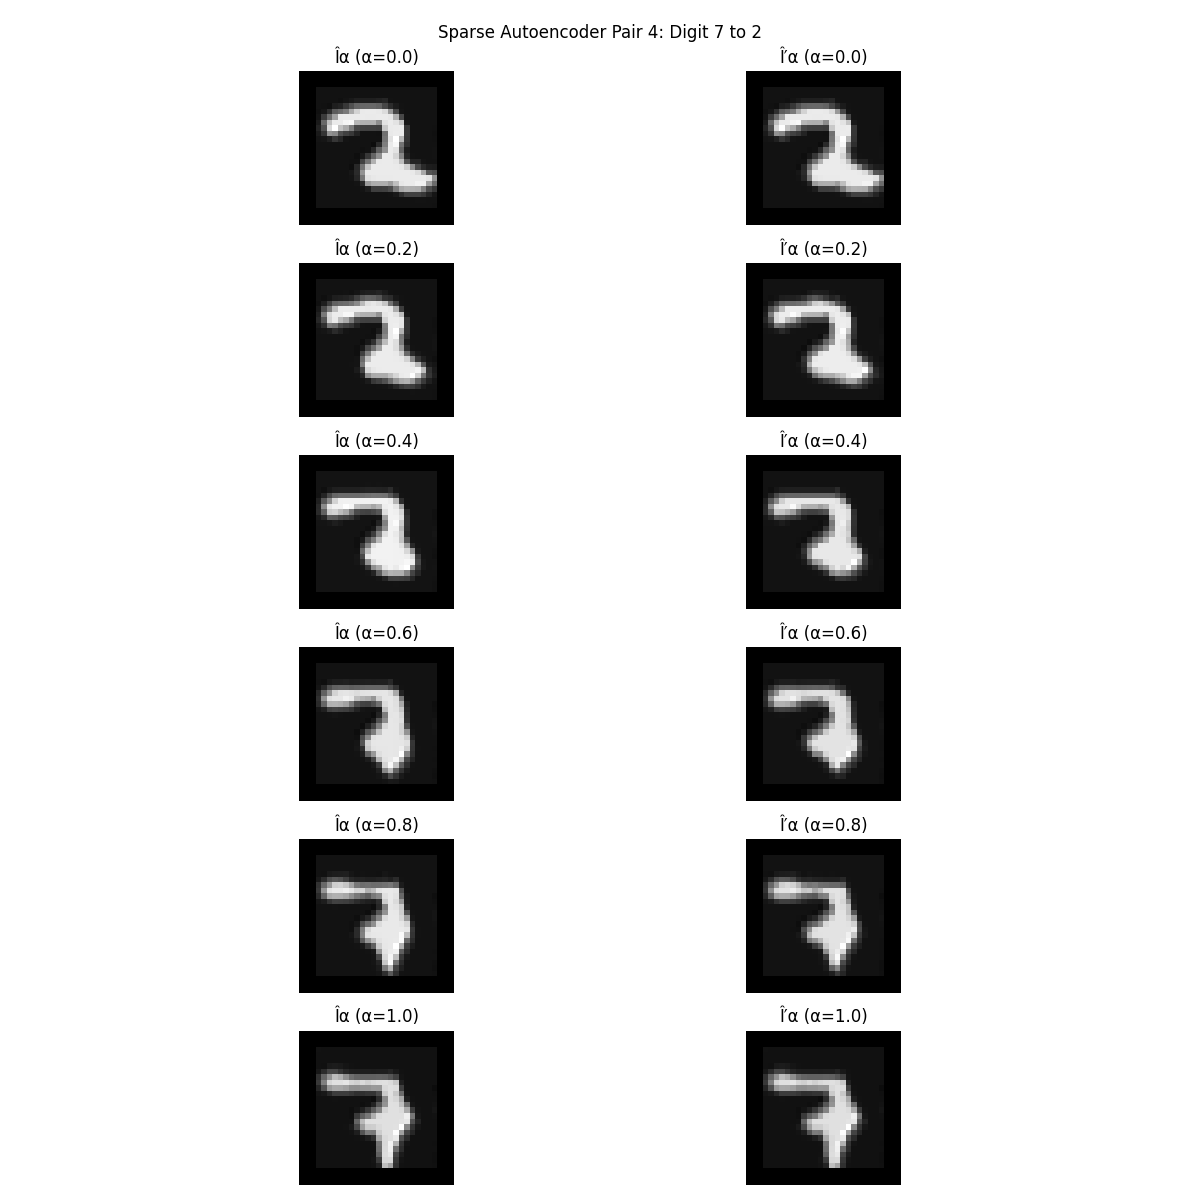 Sparse Autoencoder Pair 4: Digit 7 to 2
Îα (α=0.0) Î′α (α=0.0)
Îα (α=0.2) Î′α (α=0.2)
Îα (α=0.4) Î′α (α=0.4)
Îα (α=0.6) Î′α (α=0.6)
Îα (α=0.8) Î′α (α=0.8)
Îα (α=1.0) Î′α (α=1.0)